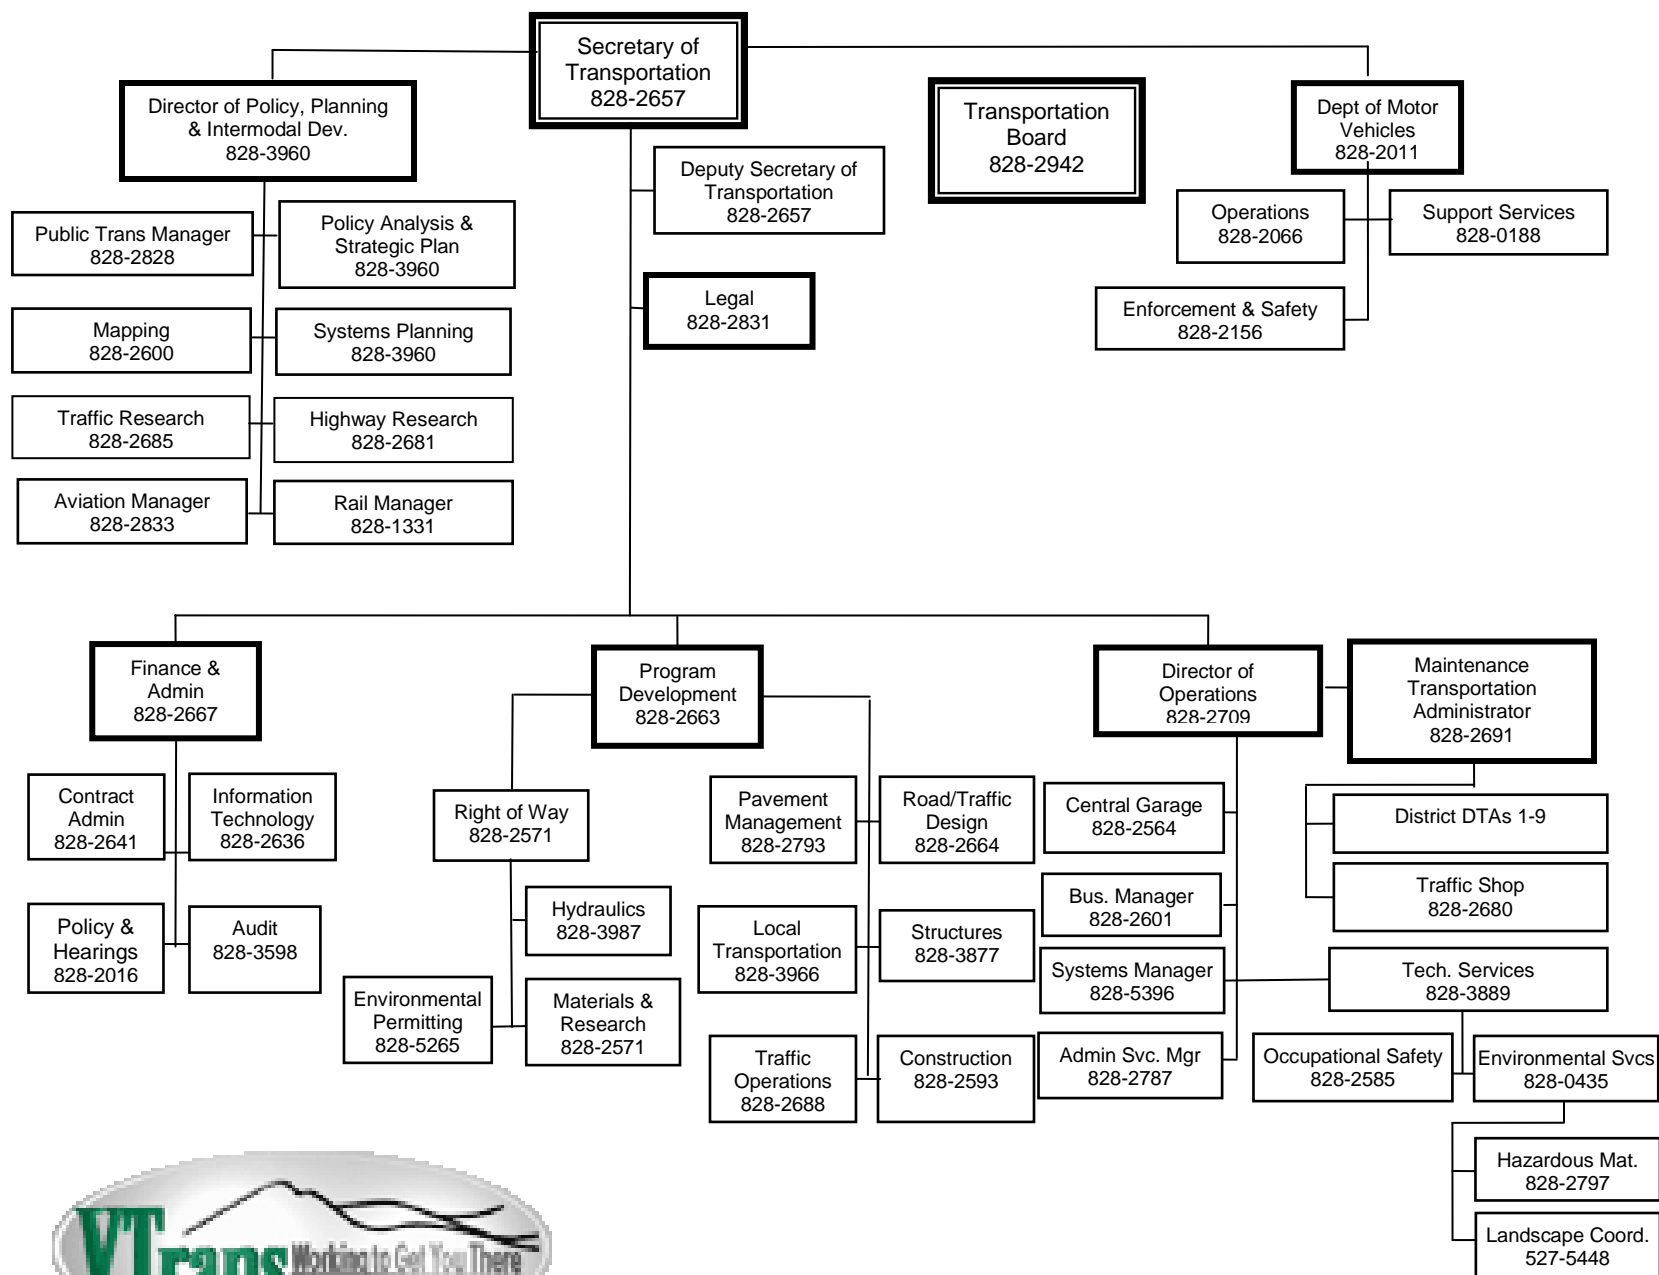 Secretary of
Transportation
828-2657
Director of Policy, Planning
& Intermodal Dev.
828-3960
Transportation
Board
828-2942
Dept of Motor
Vehicles
828-2011
Deputy Secretary of
Transportation
828-2657
Legal
828-2831
Public Trans Manager
828-2828
Policy Analysis &
Strategic Plan
828-3960
Mapping
828-2600
Systems Planning
828-3960
Traffic Research
828-2685
Highway Research
828-2681
Aviation Manager
828-2833
Rail Manager
828-1331
Operations
828-2066
Support Services
828-0188
Enforcement & Safety
828-2156
Finance &
Admin
828-2667
Program
Development
828-2663
Director of
Operations
828-2709
Maintenance
Transportation
Administrator
828-2691
Contract
Admin
828-2641
Information
Technology
828-2636
Policy &
Hearings
828-2016
Audit
828-3598
Right of Way
828-2571
Hydraulics
828-3987
Environmental
Permitting
828-5265
Materials &
Research
828-2571
Pavement
Management
828-2793
Road/Traffic
Design
828-2664
Local
Transportation
828-3966
Structures
828-3877
Traffic
Operations
828-2688
Construction
828-2593
Central Garage
828-2564
Bus. Manager
828-2601
Systems Manager
828-5396
Admin Svc. Mgr
828-2787
District DTAs 1-9
Traffic Shop
828-2680
Tech. Services
828-3889
Occupational Safety
828-2585
Environmental Svcs
828-0435
Hazardous Mat.
828-2797
Landscape Coord.
527-5448
VTrans Working to Get You There